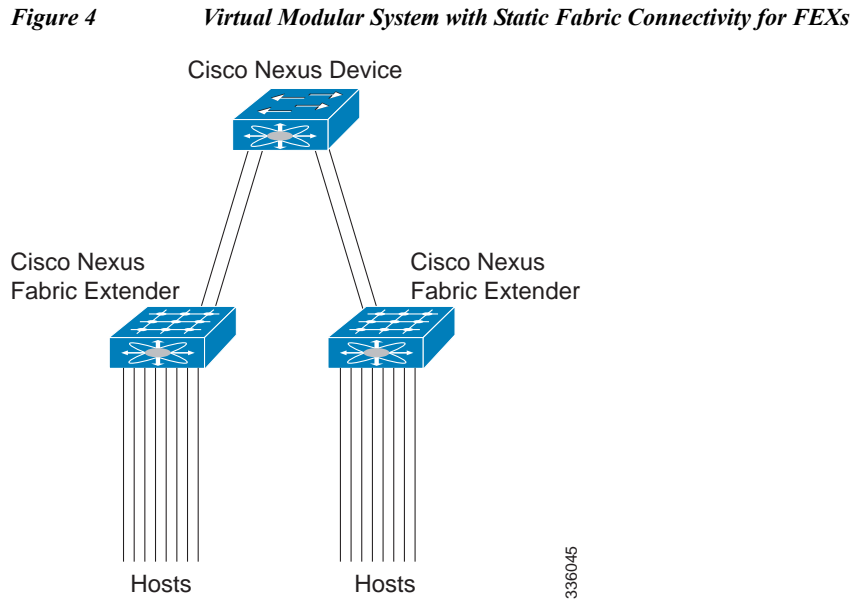 Figure 4 Virtual Modular System with Static Fabric Connectivity for FEXs
Cisco Nexus Device
Cisco Nexus
Fabric Extender
Cisco Nexus
Fabric Extender
Hosts
Hosts
336045